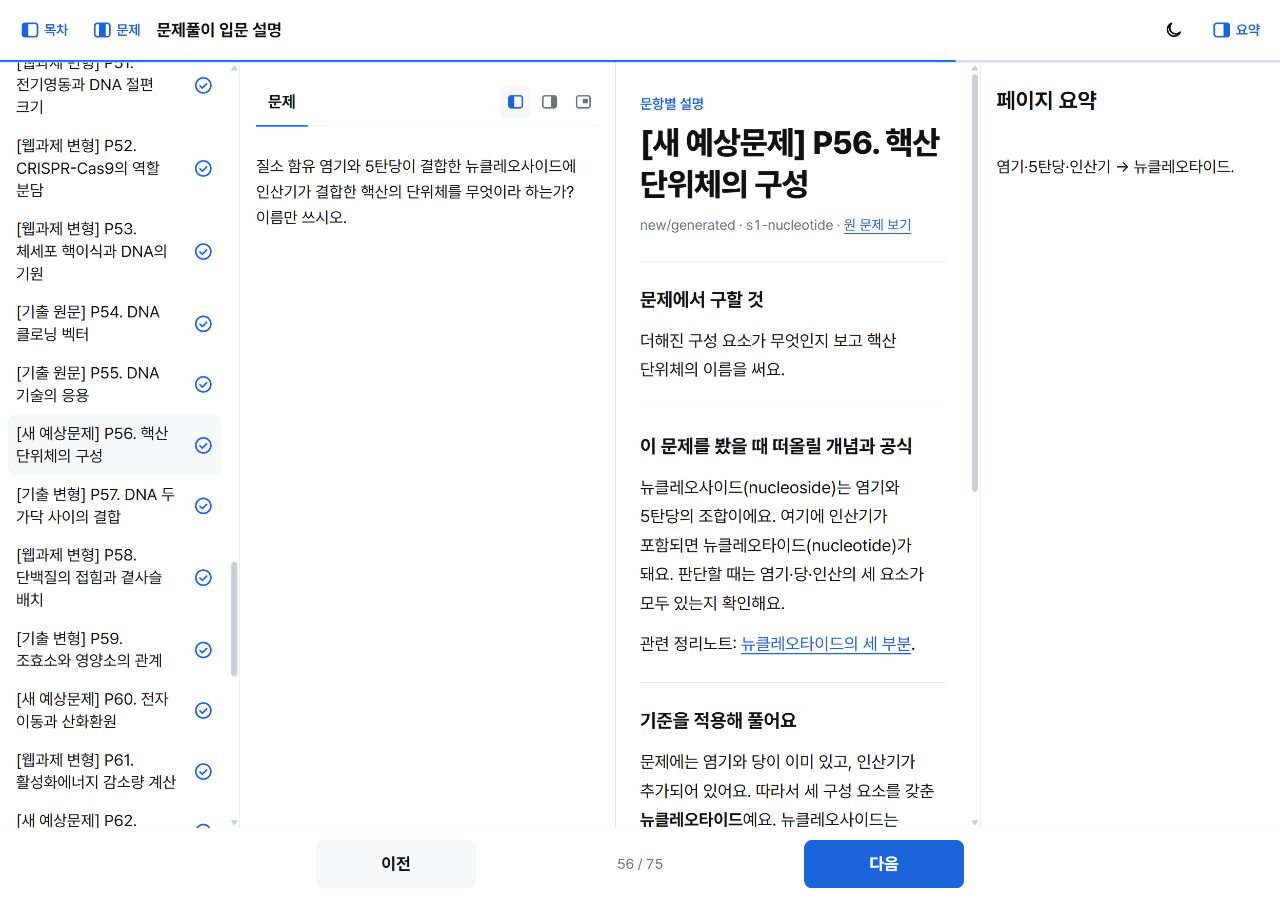 목차
문제
문제풀이 입문 설명
요약
[웹과제 변형] P51.
전기영동과 DNA 절편
크기
[웹과제 변형] P52.
CRISPR-Cas9의 역할
분담
[웹과제 변형] P53.
체세포 핵이식과 DNA의
기원
[기출 원문] P54. DNA
클로닝 벡터
[기출 원문] P55. DNA
기술의 응용
[새 예상문제] P56. 핵산
단위체의 구성
[기출 변형] P57. DNA 두
가닥 사이의 결합
[웹과제 변형] P58.
단백질의 접힘과 곁사슬
배치
[기출 변형] P59.
조효소와 영양소의 관계
[새 예상문제] P60. 전자
이동과 산화환원
[웹과제 변형] P61.
활성화에너지 감소량 계산
[새 예상문제] P62.
문제
질소 함유 염기와 5탄당이 결합한 뉴클레오사이드에
인산기가 결합한 핵산의 단위체를 무엇이라 하는가?
이름만 쓰시오.
문항별 설명
[새 예상문제] P56. 핵산
단위체의 구성
new/generated · s1-nucleotide · 원 문제 보기
문제에서 구할 것
더해진 구성 요소가 무엇인지 보고 핵산
단위체의 이름을 써요.
이 문제를 봤을 때 떠올릴 개념과 공식
뉴클레오사이드(nucleoside)는 염기와
5탄당의 조합이에요. 여기에 인산기가
포함되면 뉴클레오타이드(nucleotide)가
돼요. 판단할 때는 염기·당·인산의 세 요소가
모두 있는지 확인해요.
관련 정리노트: 뉴클레오타이드의 세 부분.
기준을 적용해 풀어요
문제에는 염기와 당이 이미 있고, 인산기가
추가되어 있어요. 따라서 세 구성 요소를 갖춘
뉴클레오타이드예요. 뉴클레오사이드는
페이지 요약
염기·5탄당·인산기 → 뉴클레오타이드.
이전
56 / 75
다음